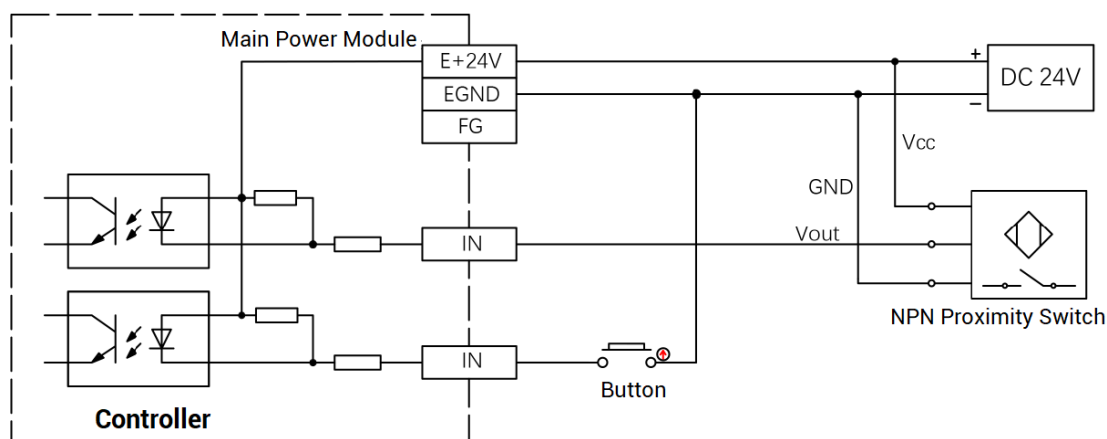 Main Power Module
E+24V
EGND
FG
+
−
DC 24V
Vcc
GND
Vout
IN
NPN Proximity Switch
IN
Button
Controller